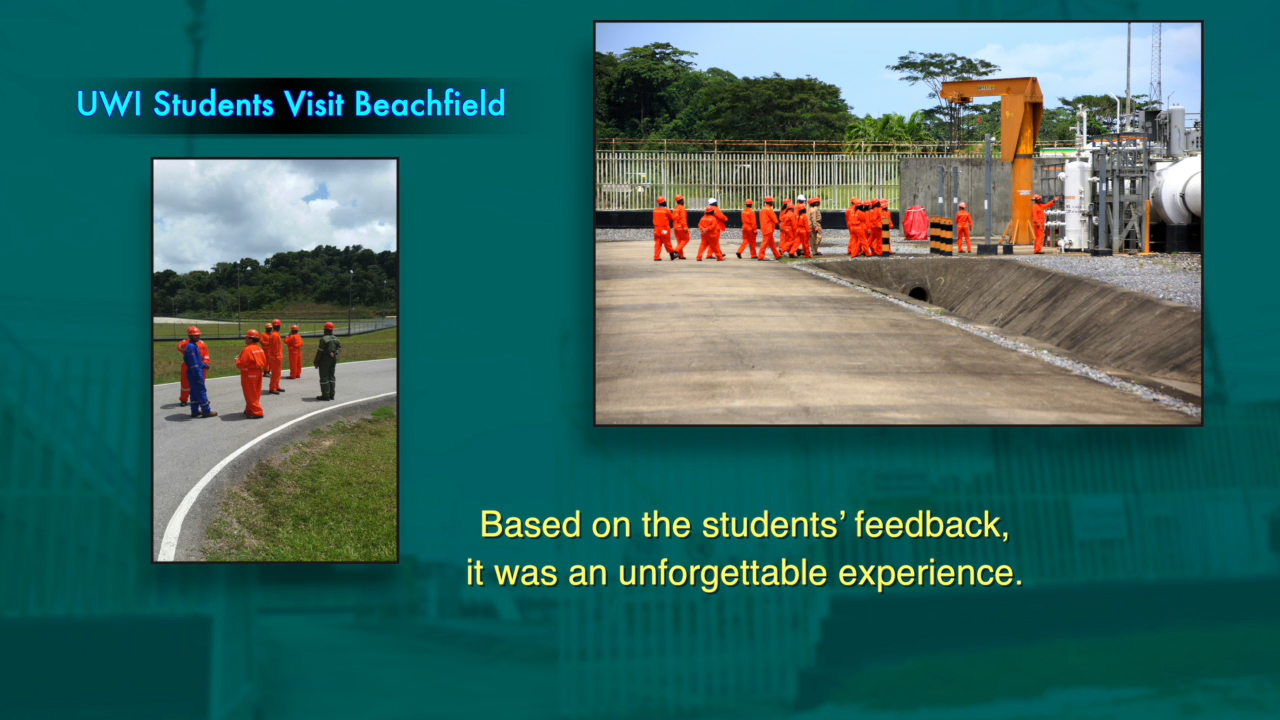 UWI Students Visit Beachfield
Based on the students’ feedback,
it was an unforgettable experience.